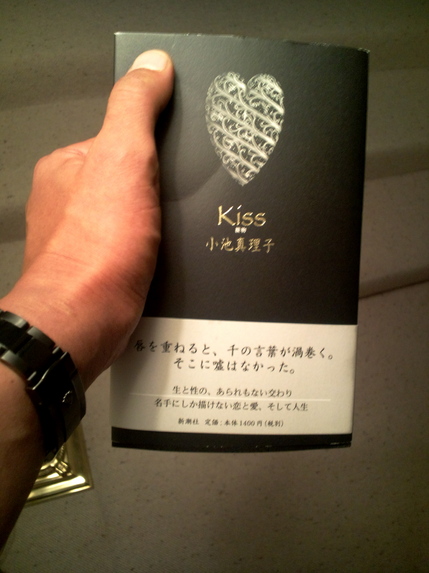 Kiss
小池真理子
唇を重ねると、千の言葉が渦巻く。
そこに嘘はなかった。
生と性の、あられもない交わり
名手にしか描けない恋と愛、そして人生
新潮社 定価:本体1400円(税別)